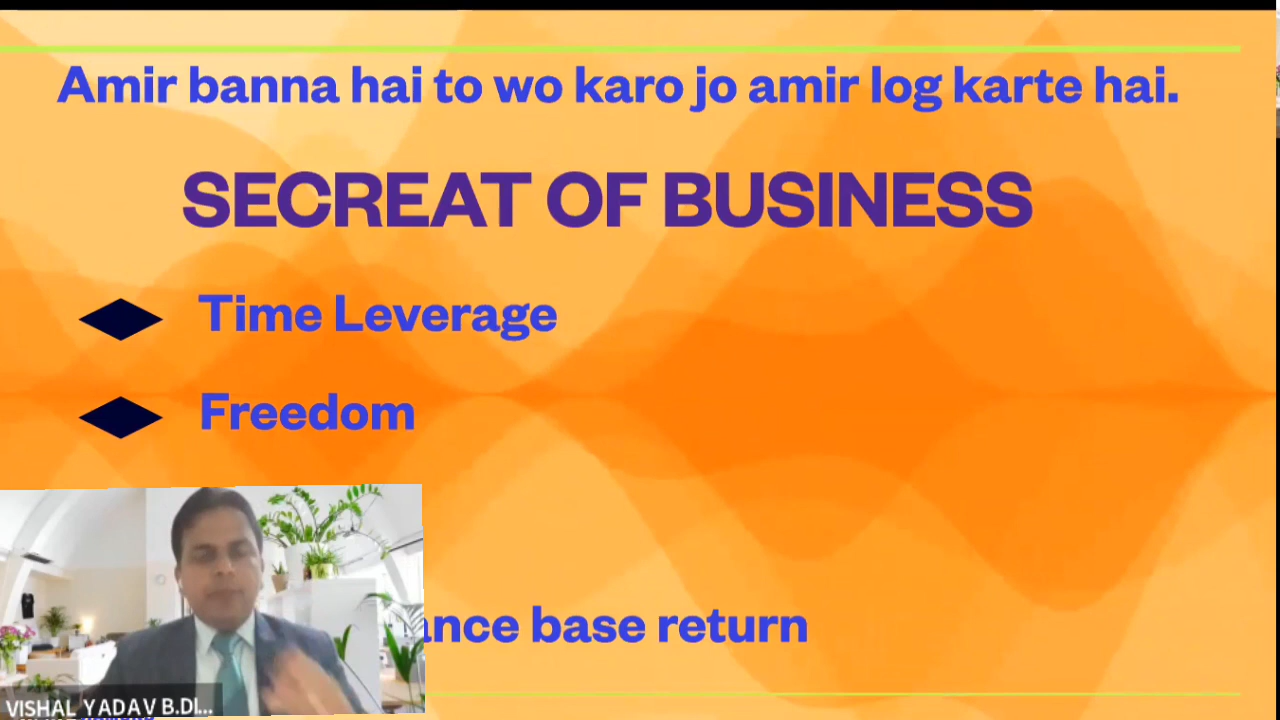 Amir banna hai to wo karo jo amir log karte hai.
SECREAT OF BUSINESS
Time Leverage
Freedom
ance base return
VISHAL YADAV B.DI...